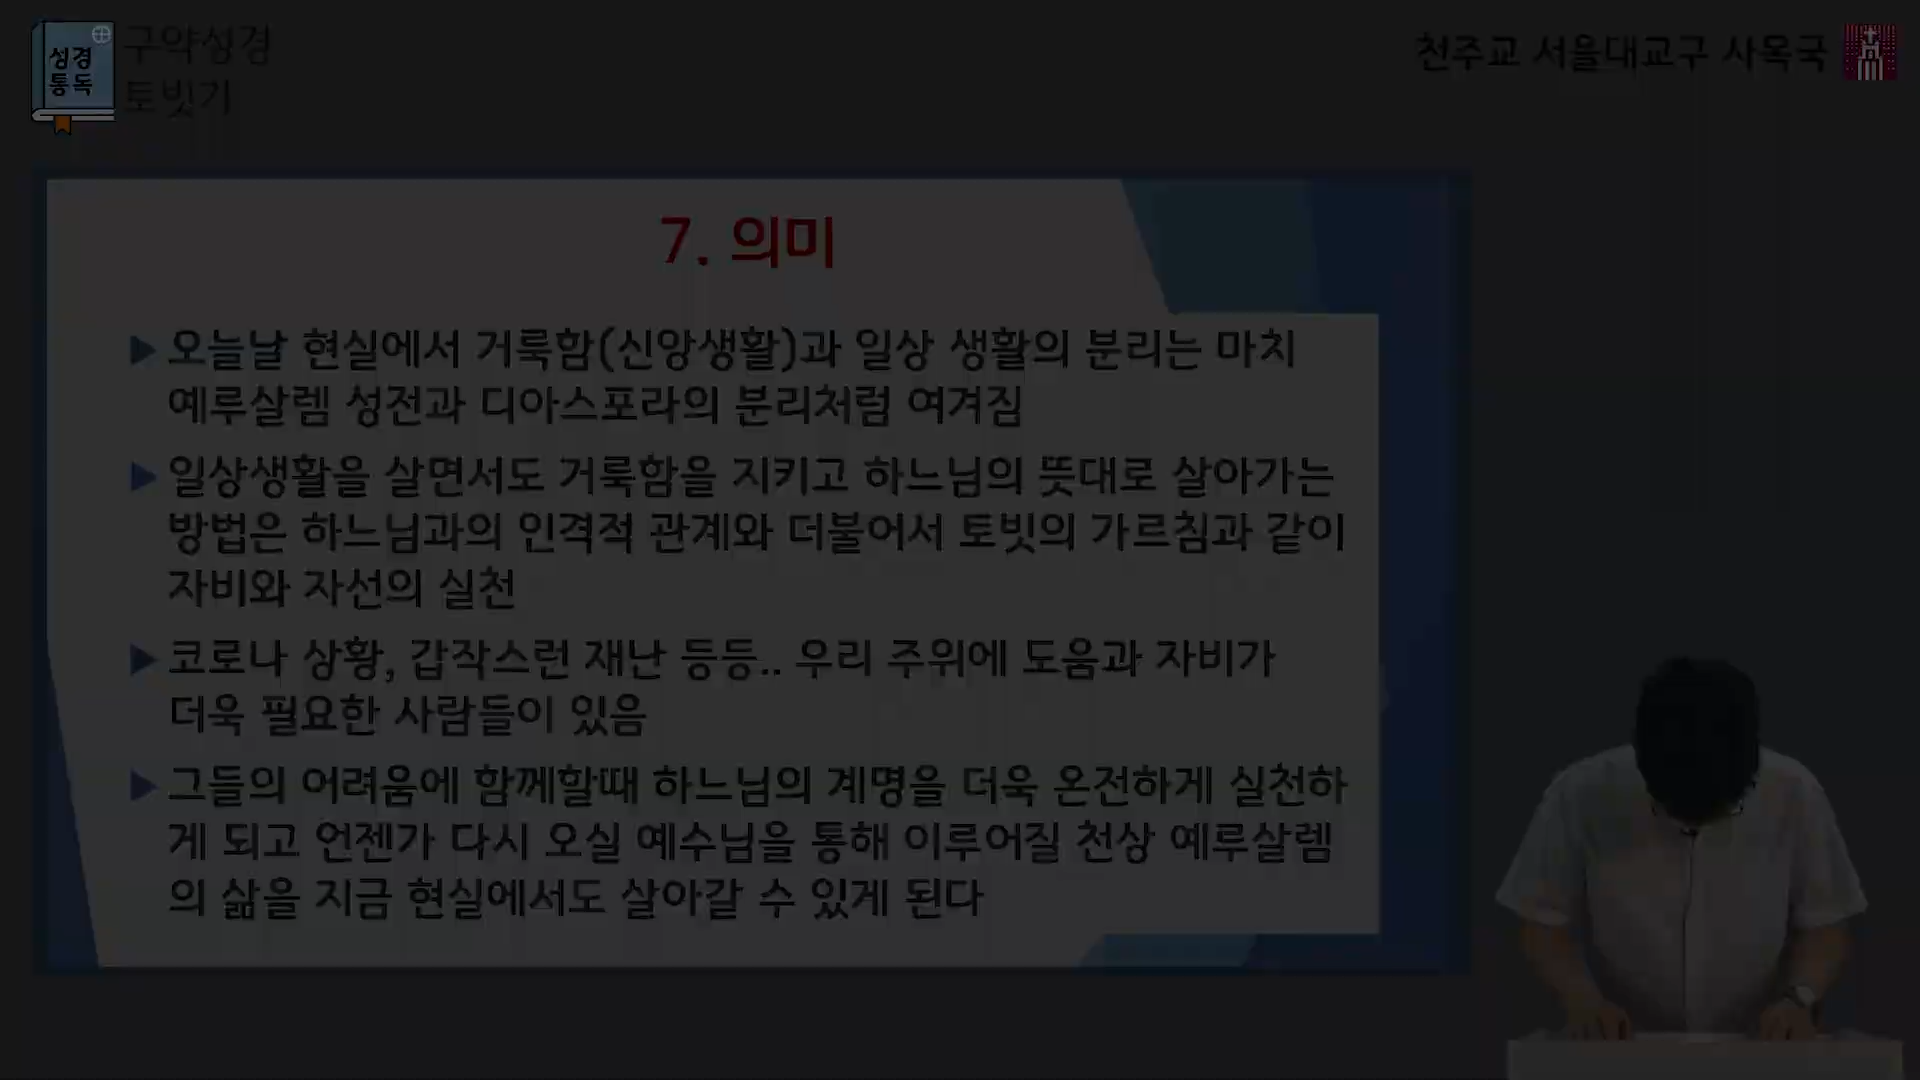 성경
통독
구약성경
토빗기
천주교 서울대교구 사목국
7. 의미
오늘날 현실에서 거룩함(신앙생활)과 일상 생활의 분리는 마치
예루살렘 성전과 디아스포라의 분리처럼 여겨짐
일상생활을 살면서도 거룩함을 지키고 하느님의 뜻대로 살아가는
방법은 하느님과의 인격적 관계와 더불어서 토빗의 가르침과 같이
자비와 자선의 실천
코로나 상황, 갑작스런 재난 등등.. 우리 주위에 도움과 자비가
더욱 필요한 사람들이 있음
그들의 어려움에 함께할때 하느님의 계명을 더욱 온전하게 실천하
게 되고 언젠가 다시 오실 예수님을 통해 이루어질 천상 예루살렘
의 삶을 지금 현실에서도 살아갈 수 있게 된다